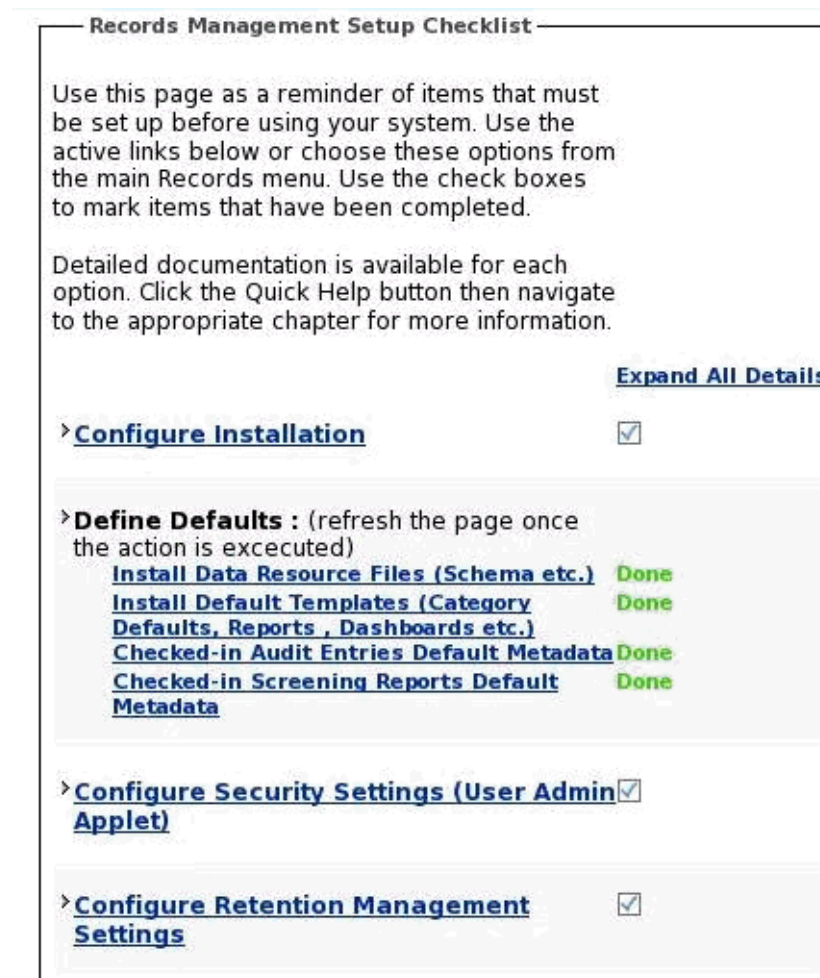 Records Management Setup Checklist
Use this page as a reminder of items that must
be set up before using your system. Use the
active links below or choose these options from
the main Records menu. Use the check boxes
to mark items that have been completed.
Detailed documentation is available for each
option. Click the Quick Help button then navigate
to the appropriate chapter for more information.
Expand All Details
Configure Installation
Define Defaults : (refresh the page once
the action is excecuted)
Install Data Resource Files (Schema etc.) Done
Install Default Templates (Category Done
Defaults, Reports , Dashboards etc.)
Checked-in Audit Entries Default Metadata Done
Checked-in Screening Reports Default Done
Metadata
Configure Security Settings (User Admin
Applet)
Configure Retention Management
Settings